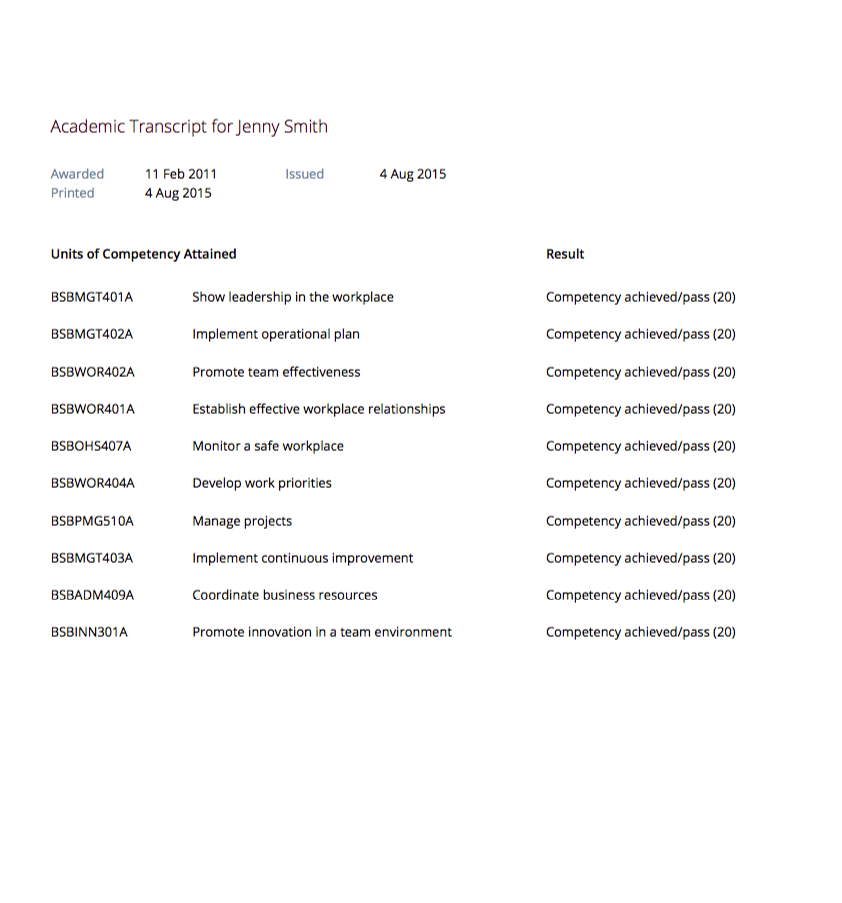 Academic Transcript for Jenny Smith
Awarded 11 Feb 2011 Issued 4 Aug 2015
Printed 4 Aug 2015
Units of Competency Attained Result
BSBMGT401A Show leadership in the workplace Competency achieved/pass (20)
BSBMGT402A Implement operational plan Competency achieved/pass (20)
BSBWOR402A Promote team effectiveness Competency achieved/pass (20)
BSBWOR401A Establish effective workplace relationships Competency achieved/pass (20)
BSBOHS407A Monitor a safe workplace Competency achieved/pass (20)
BSBWOR404A Develop work priorities Competency achieved/pass (20)
BSBPMG510A Manage projects Competency achieved/pass (20)
BSBMGT403A Implement continuous improvement Competency achieved/pass (20)
BSBADM409A Coordinate business resources Competency achieved/pass (20)
BSBINN301A Promote innovation in a team environment Competency achieved/pass (20)